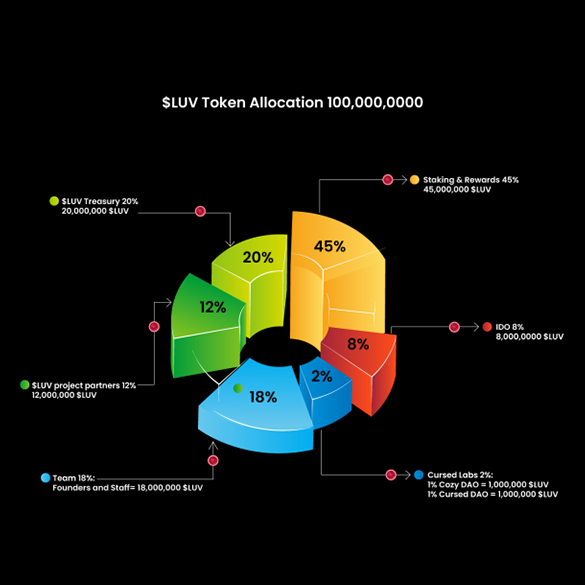 $LUV Token Allocation 100,000,0000
Staking & Rewards 45%
45,000,000 $LUV
$LUV Treasury 20%
20,000,000 $LUV
45%
20%
12%
8%
2%
18%
IDO 8%
8,000,0000 $LUV
$LUV project partners 12%
12,000,000 $LUV
Team 18%:
Founders and Staff= 18,000,000 $LUV
Cursed Labs 2%:
1% Cozy DAO = 1,000,000 $LUV
1% Cursed DAO = 1,000,000 $LUV